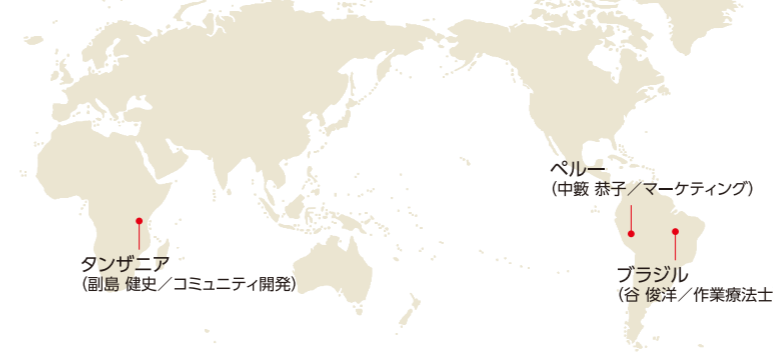 ペルー
（中籔 恭子／マーケティング）
タンザニア
（副島 健史／コミュニティ開発）
ブラジル
（谷 俊洋／作業療法士